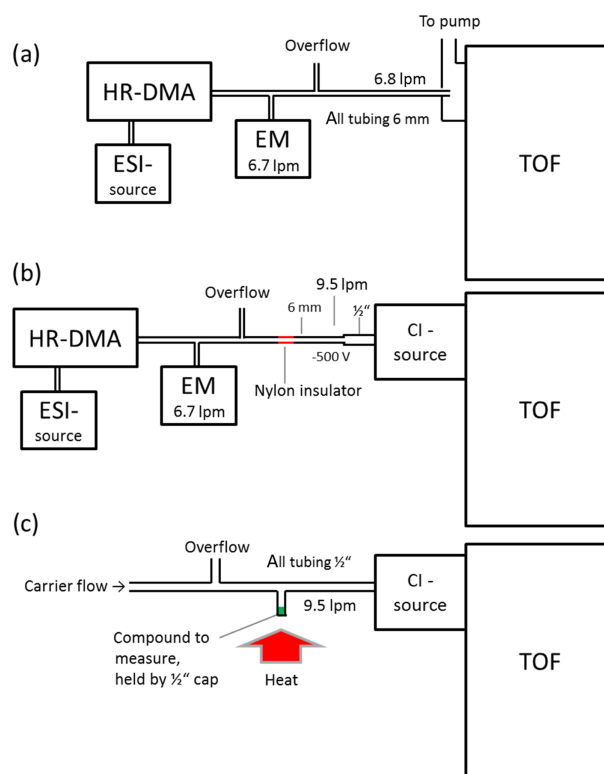 (a)
To pump
Overflow
6.8 lpm
HR-DMA
All tubing 6 mm
EM
6.7 lpm
ESI-
source
TOF
(b)
9.5 lpm
Overflow
6 mm
½“
HR-DMA
CI -
source
-500 V
EM
6.7 lpm
Nylon insulator
ESI-
source
TOF
(c)
Overflow
All tubing ½“
Carrier flow →
CI -
source
9.5 lpm
Compound to
measure,
held by ½“ cap
Heat
TOF